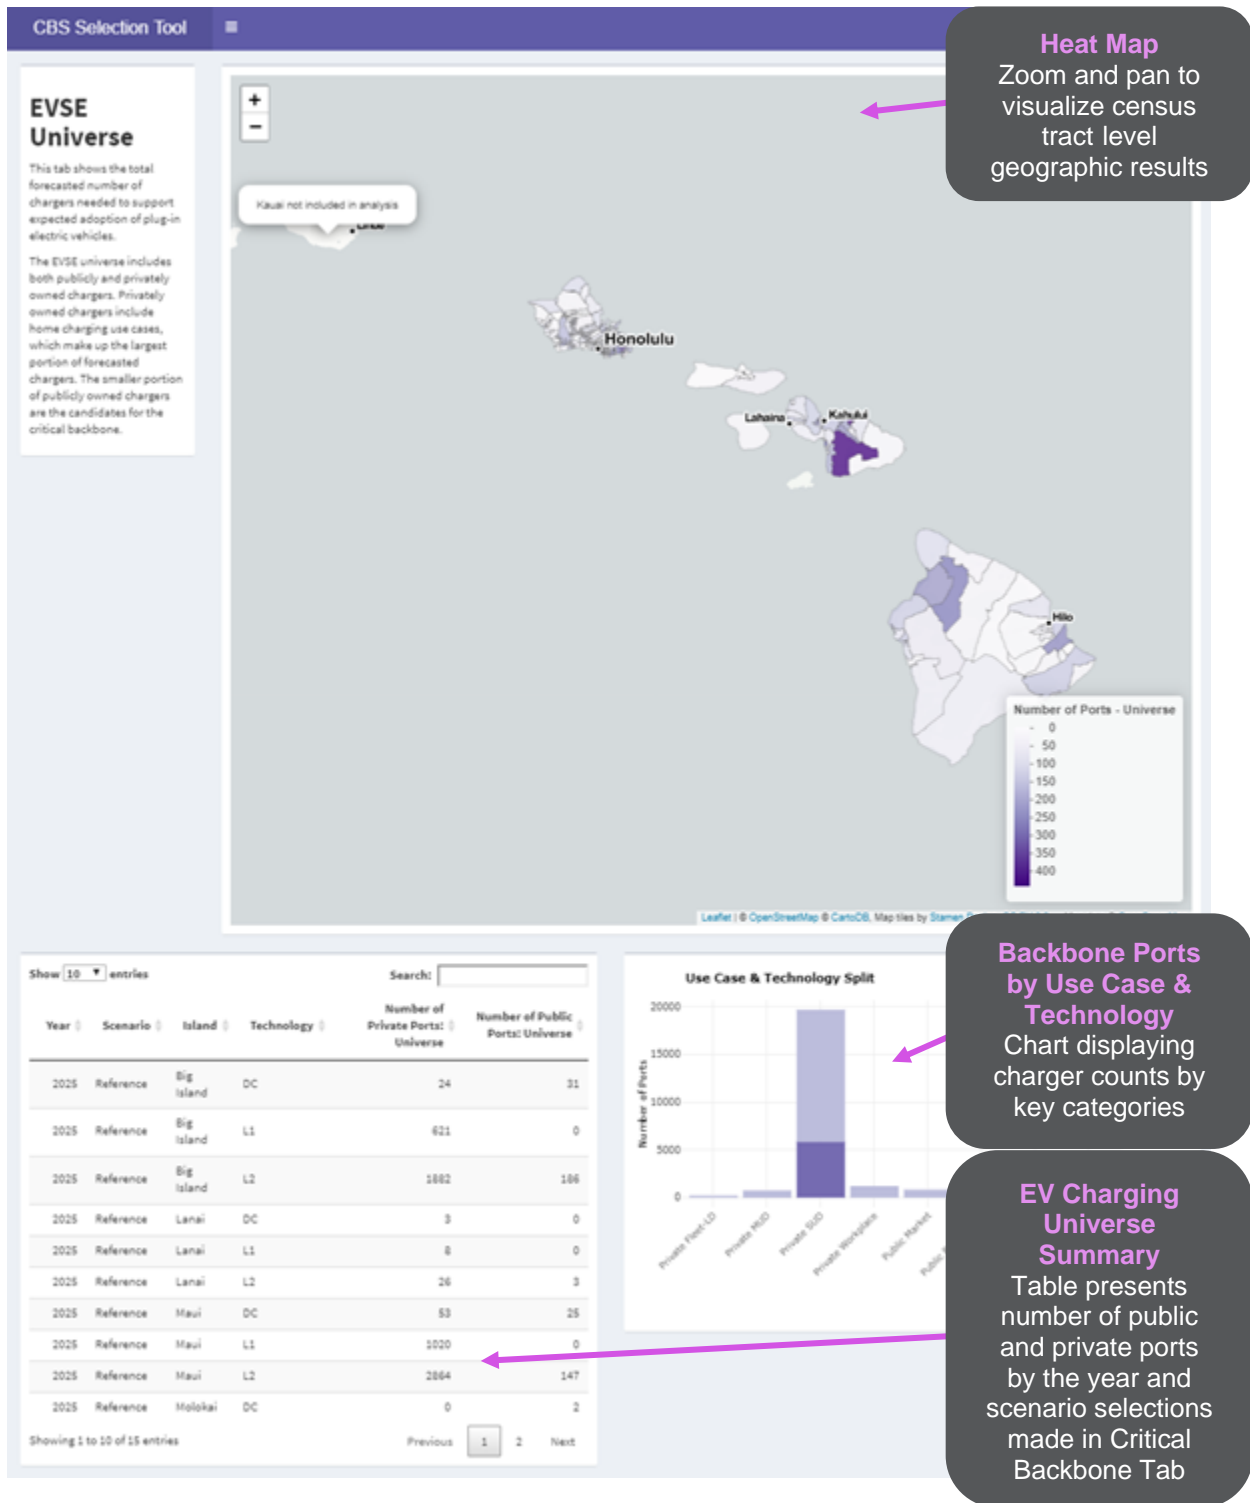 CBS Selection Tool
Heat Map
Zoom and pan to
visualize census
tract level
geographic results
EVSE
Universe
This tab shows the total
forecasted number of
chargers needed to support
expected adoption of plug-in
electric vehicles.
The EVSE universe includes
both publicly and privately
owned chargers. Privately
owned chargers include
home charging use cases,
which make up the largest
portion of forecasted
chargers. The smaller portion
of publicly owned chargers
are the candidates for the
critical backbone.
+
−
Kauai not included in analysis
Honolulu
Lahaina
Kahului
Hilo
Number of Ports - Universe
0
50
100
150
200
250
300
350
400
Leaflet | © OpenStreetMap © CartoDB, Map tiles by Stamen
Show 10 entries
Search:
Year Scenario Island Technology Number of Private Ports: Universe Number of Public Ports: Universe
2025 Reference Big Island DC 24 31
2025 Reference Big Island L1 621 0
2025 Reference Big Island L2 1882 186
2025 Reference Lanai DC 3 0
2025 Reference Lanai L1 8 0
2025 Reference Lanai L2 26 3
2025 Reference Maui DC 53 25
2025 Reference Maui L1 1020 0
2025 Reference Maui L2 2864 147
2025 Reference Molokai DC 0 2
Showing 1 to 10 of 15 entries
Previous 1 2 Next
Use Case & Technology Split
Number of Ports
20000
15000
10000
5000
0
Private Fleet-LD
Private MUD
Private SUD
Private Workplace
Public Market
Public
Backbone Ports
by Use Case &
Technology
Chart displaying
charger counts by
key categories
EV Charging
Universe
Summary
Table presents
number of public
and private ports
by the year and
scenario selections
made in Critical
Backbone Tab